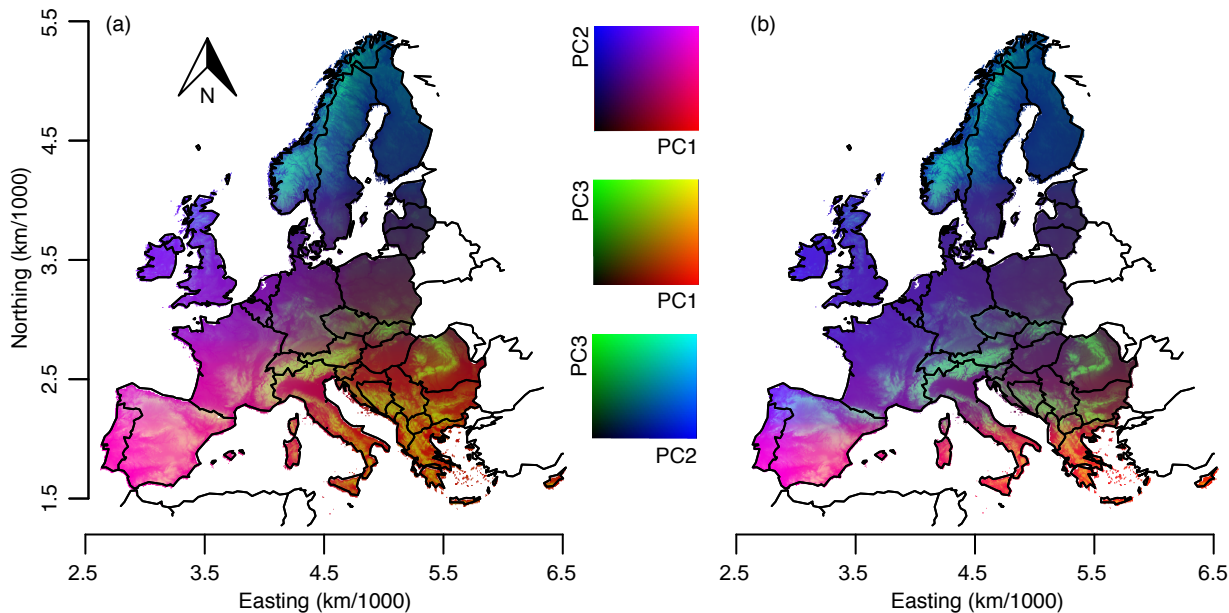 (a)
N
Northing (km/1000)
5.5
4.5
3.5
2.5
1.5
2.5 3.5 4.5 5.5 6.5
Easting (km/1000)
PC2
PC1
PC3
PC1
PC3
PC2
(b)
2.5 3.5 4.5 5.5 6.5
Easting (km/1000)